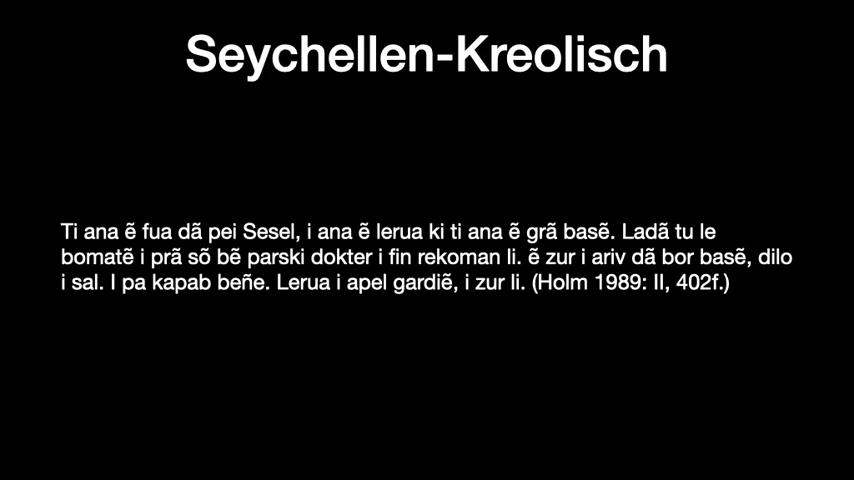 Seychellen-Kreolisch
Ti ana ẽ fua dã pei Sesel, i ana ẽ lerua ki ti ana ẽ grã basẽ. Ladã tu le
bomatẽ i prã sõ bẽ parski dokter i fin rekoman li. ẽ zur i ariv dã bor basẽ, dilo
i sal. I pa kapab beñe. Lerua i apel gardiẽ, i zur li. (Holm 1989: II, 402f.)